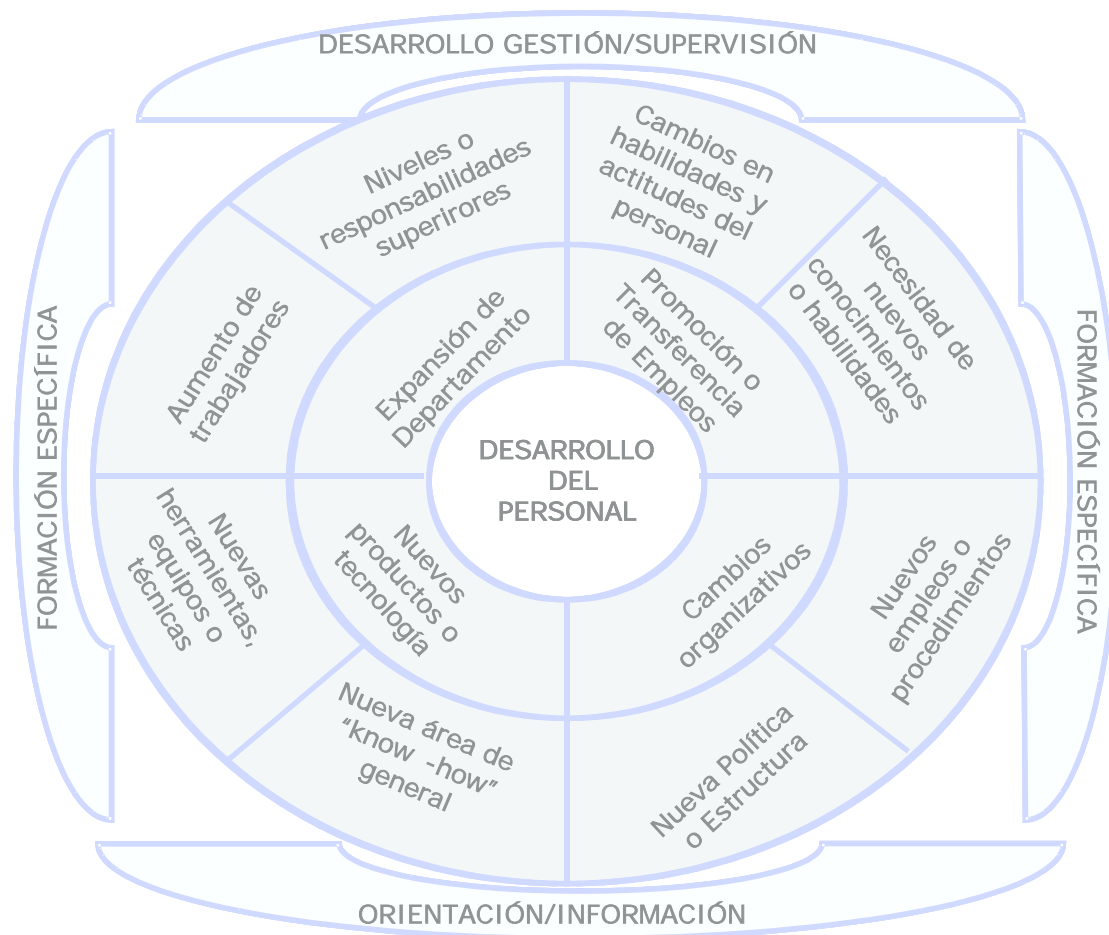 DESARROLLO GESTIÓN/SUPERVISIÓN
Niveles o
responsabilidades
superirores
Cambios en
habilidades y
actitudes del
personal
Aumento de
trabajadores
Expansión de
Departamento
Promoción o
Transferencia
de Empleos
Necesidad de
nuevos
conocimientos
o habilidades
FORMACIÓN ESPECÍFICA
DESARROLLO
DEL
PERSONAL
FORMACIÓN ESPECÍFICA
Nuevas
herramientas,
equipos o
técnicas
Nuevos
productos o
tecnología
Cambios
organizativos
Nuevos
empleos o
procedimientos
Nueva área de
“know -how”
general
Nueva Política
o Estructura
ORIENTACIÓN/INFORMACIÓN